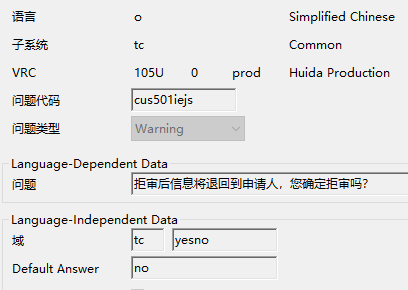 语言 o Simplified Chinese
子系统 tc Common
VRC 105U 0 prod Huida Production
问题代码 cus501iejs
问题类型 Warning
Language-Dependent Data
问题 拒审后信息将退回到申请人，您确定拒审吗？
Language-Independent Data
域 tc yesno
Default Answer no